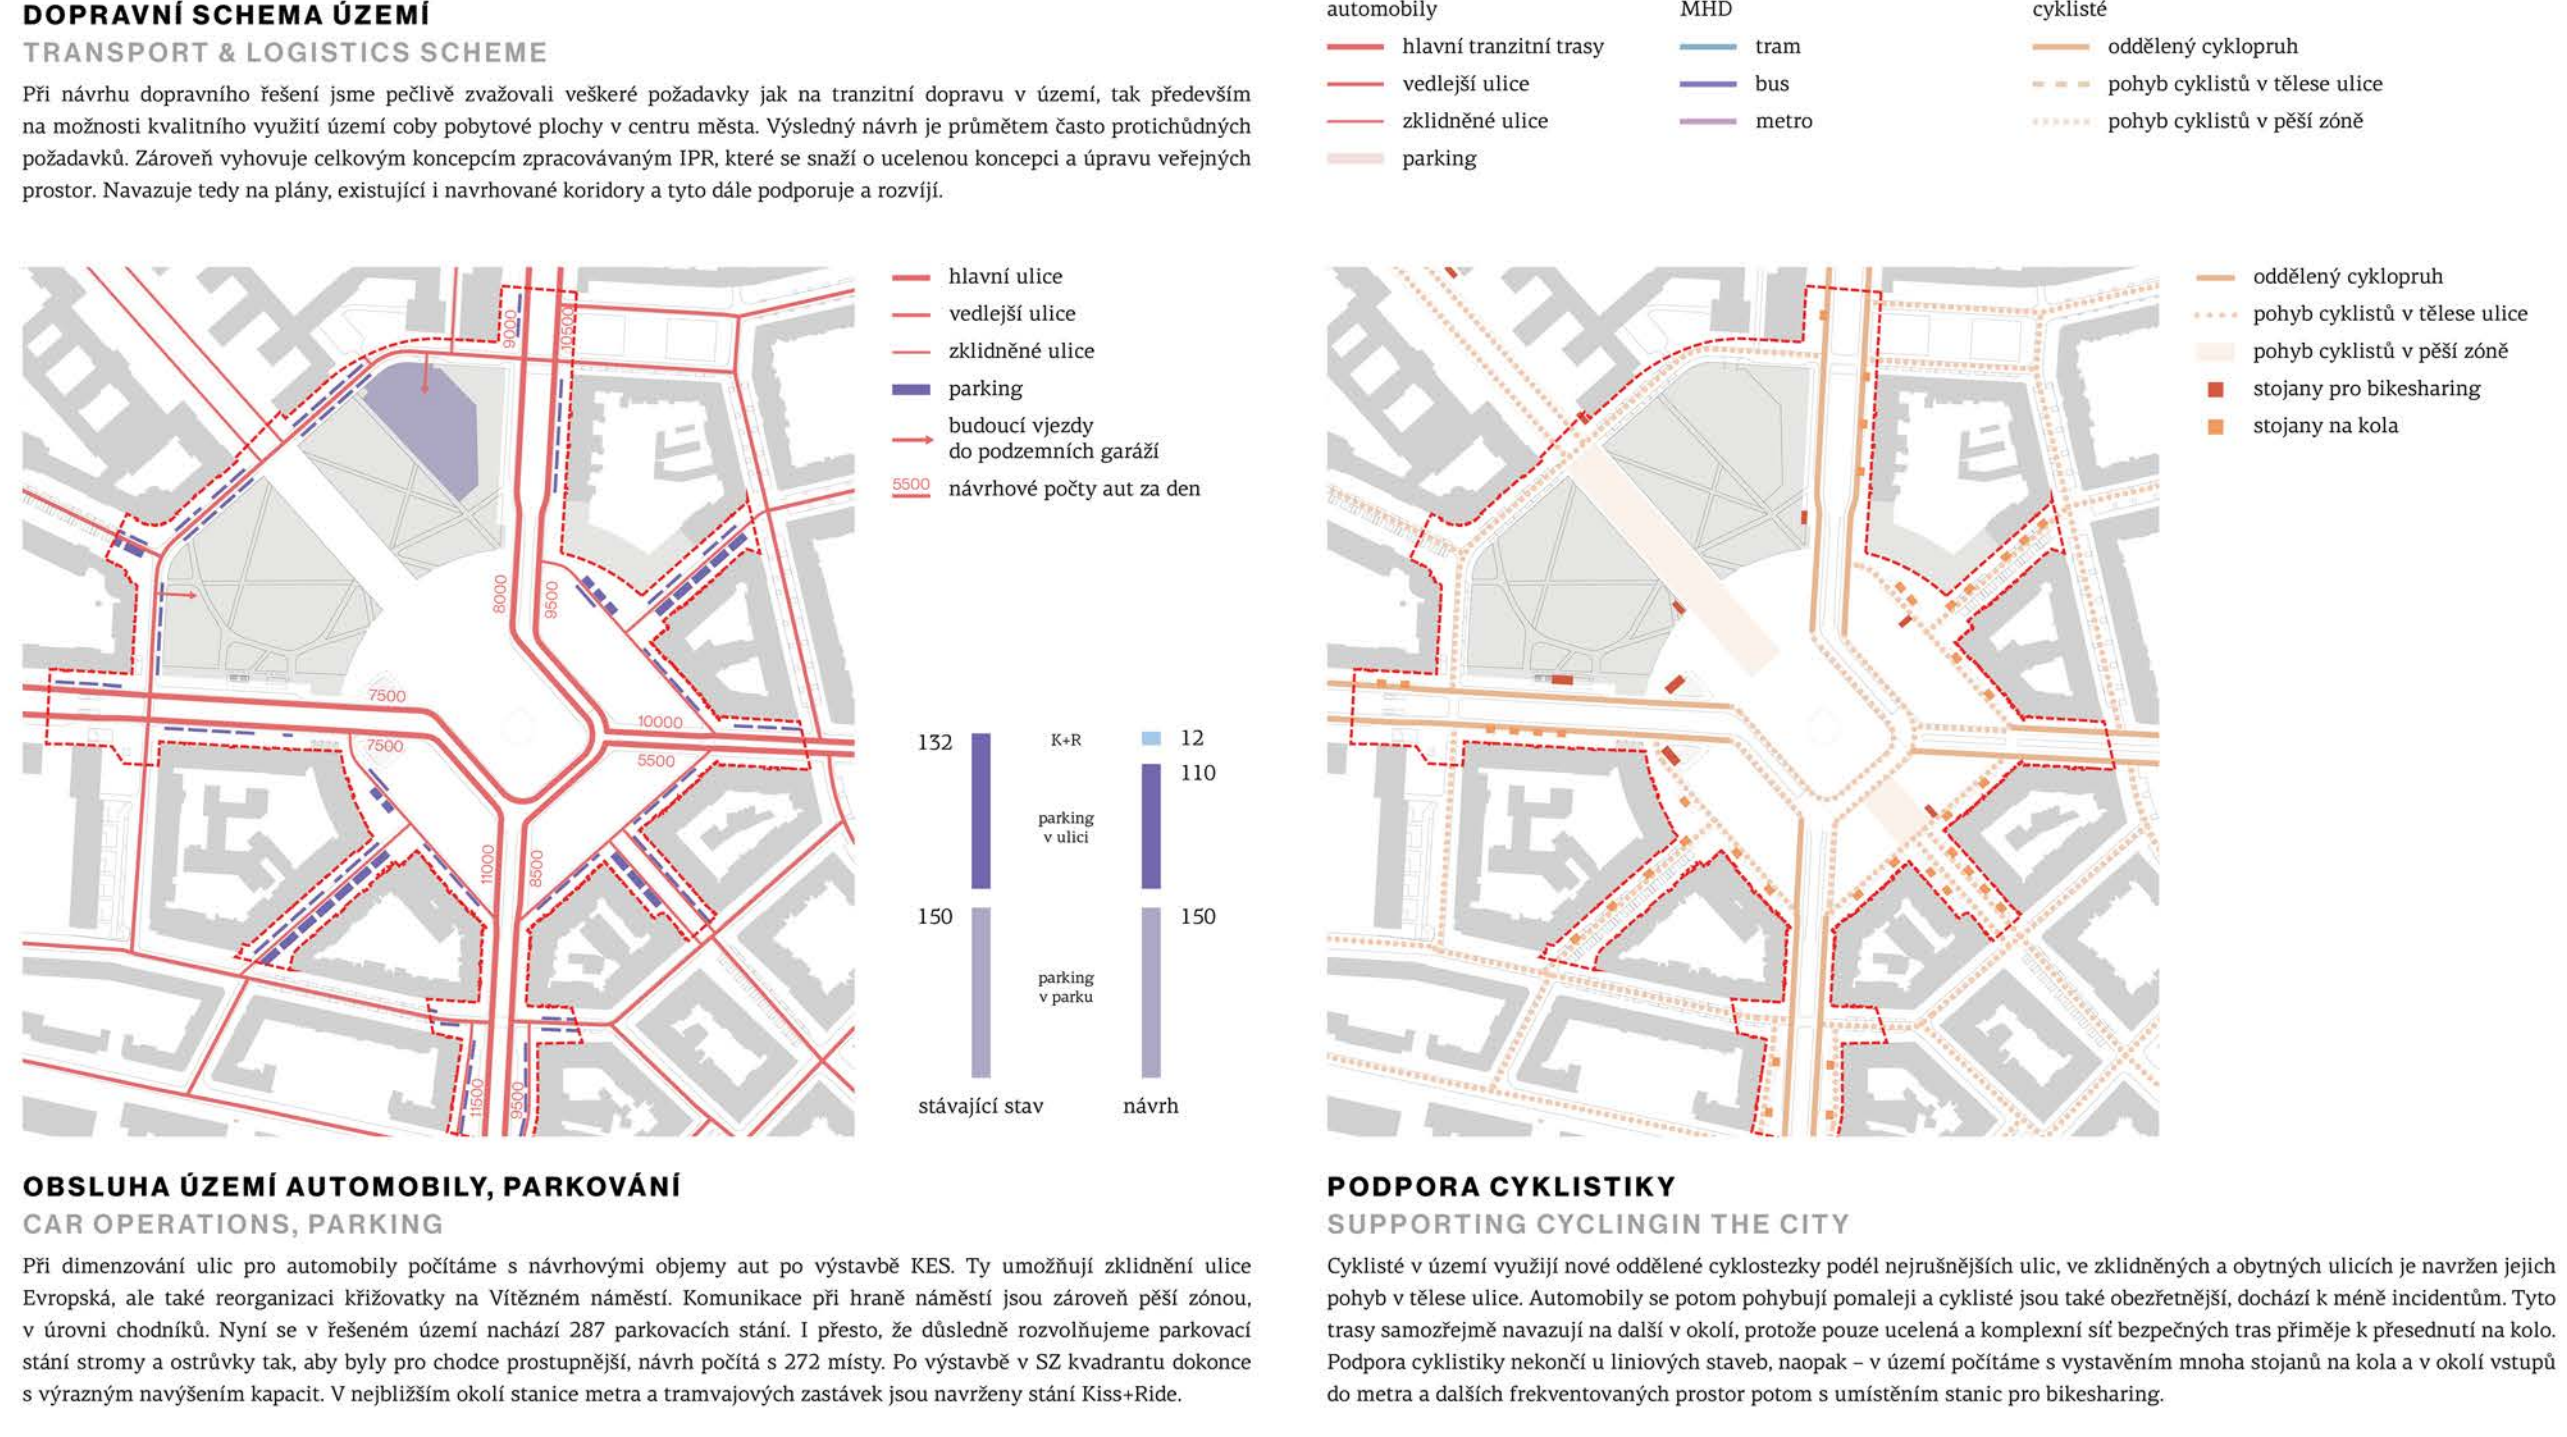 DOPRAVNÍ SCHEMA ÚZEMÍ
TRANSPORT & LOGISTICS SCHEME
Při návrhu dopravního řešení jsme pečlivě zvažovali veškeré požadavky jak na tranzitní dopravu v území, tak především
na možnosti kvalitního využití území coby pobytové plochy v centru města. Výsledný návrh je průmětem často protichůdných
požadavků. Zároveň vyhovuje celkovým koncepcím zpracovávaným IPR, které se snaží o ucelenou koncepci a úpravu veřejných
prostor. Navazuje tedy na plány, existující i navrhované koridory a tyto dále podporuje a rozvíjí.
automobily
hlavní tranzitní trasy
vedlejší ulice
zklidněné ulice
parking
MHD
tram
bus
metro
cyklisté
oddělený cyklopruh
pohyb cyklistů v tělese ulice
pohyb cyklistů v pěší zóně
9000
10500
8000
9500
7500
7500
10000
5500
11000
8500
11500
9500
hlavní ulice
vedlejší ulice
zklidněné ulice
parking
budoucí vjezdy
do podzemních garáží
5500 návrhové počty aut za den
132
K+R
12
110
parking
v ulici
150
150
parking
v parku
stávající stav
návrh
oddělený cyklopruh
pohyb cyklistů v tělese ulice
pohyb cyklistů v pěší zóně
stojany pro bikesharing
stojany na kola
OBSLUHA ÚZEMÍ AUTOMOBILY, PARKOVÁNÍ
CAR OPERATIONS, PARKING
Při dimenzování ulic pro automobily počítáme s návrhovými objemy aut po výstavbě KES. Ty umožňují zklidnění ulice
Evropská, ale také reorganizaci křižovatky na Vítězném náměstí. Komunikace při hraně náměstí jsou zároveň pěší zónou,
v úrovni chodníků. Nyní se v řešeném území nachází 287 parkovacích stání. I přesto, že důsledně rozvolňujeme parkovací
stání stromy a ostrůvky tak, aby byly pro chodce prostupnější, návrh počítá s 272 místy. Po výstavbě v SZ kvadrantu dokonce
s výrazným navýšením kapacit. V nejbližším okolí stanice metra a tramvajových zastávek jsou navrženy stání Kiss+Ride.
PODPORA CYKLISTIKY
SUPPORTING CYCLINGIN THE CITY
Cyklisté v území využijí nové oddělené cyklostezky podél nejrušnějších ulic, ve zklidněných a obytných ulicích je navržen jejich
pohyb v tělese ulice. Automobily se potom pohybují pomaleji a cyklisté jsou také obezřetnější, dochází k méně incidentům. Tyto
trasy samozřejmě navazují na další v okolí, protože pouze ucelená a komplexní síť bezpečných tras přiměje k přesednutí na kolo.
Podpora cyklistiky nekončí u liniových staveb, naopak – v území počítáme s vystavěním mnoha stojanů na kola a v okolí vstupů
do metra a dalších frekventovaných prostor potom s umístěním stanic pro bikesharing.